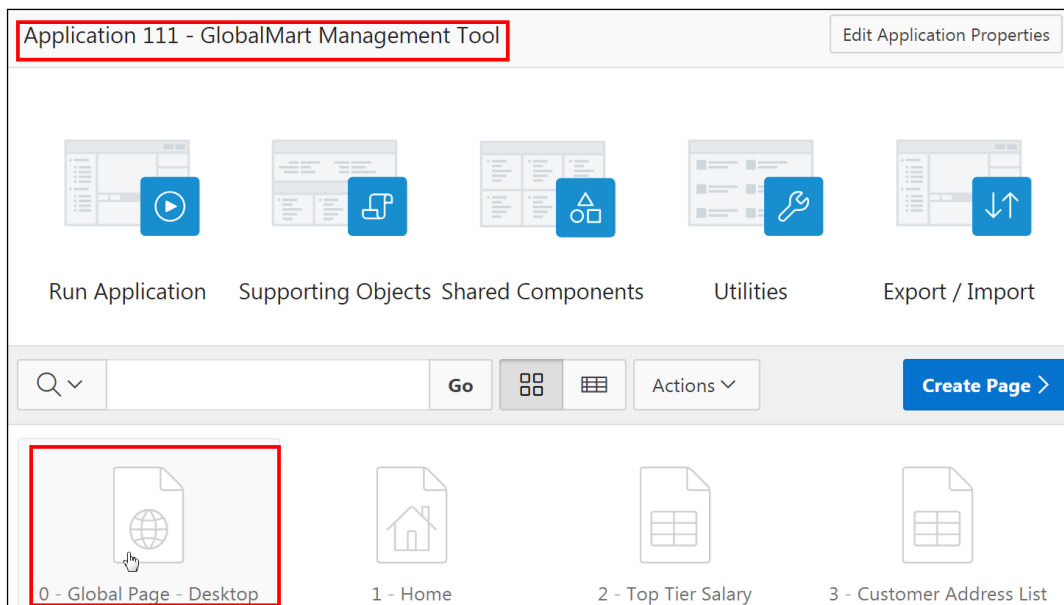 Application 111 - GlobalMart Management Tool
Edit Application Properties
Run Application
Supporting Objects
Shared Components
Utilities
Export / Import
Go
Actions
Create Page
0 - Global Page - Desktop
1 - Home
2 - Top Tier Salary
3 - Customer Address List